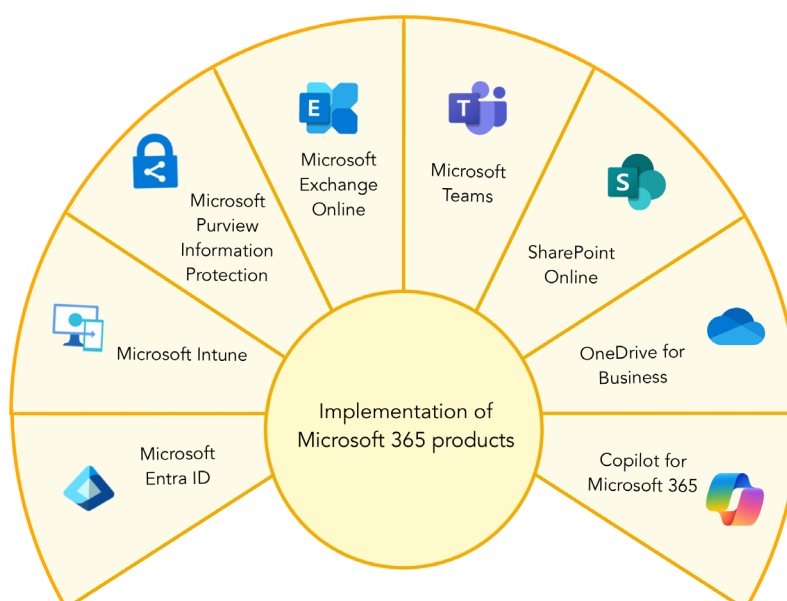 Microsoft
Exchange
Online
Microsoft
Teams
Microsoft
Purview
Information
Protection
SharePoint
Online
Microsoft Intune
OneDrive for
Business
Implementation of
Microsoft 365 products
Microsoft
Entra ID
Copilot for
Microsoft 365
E
T
S